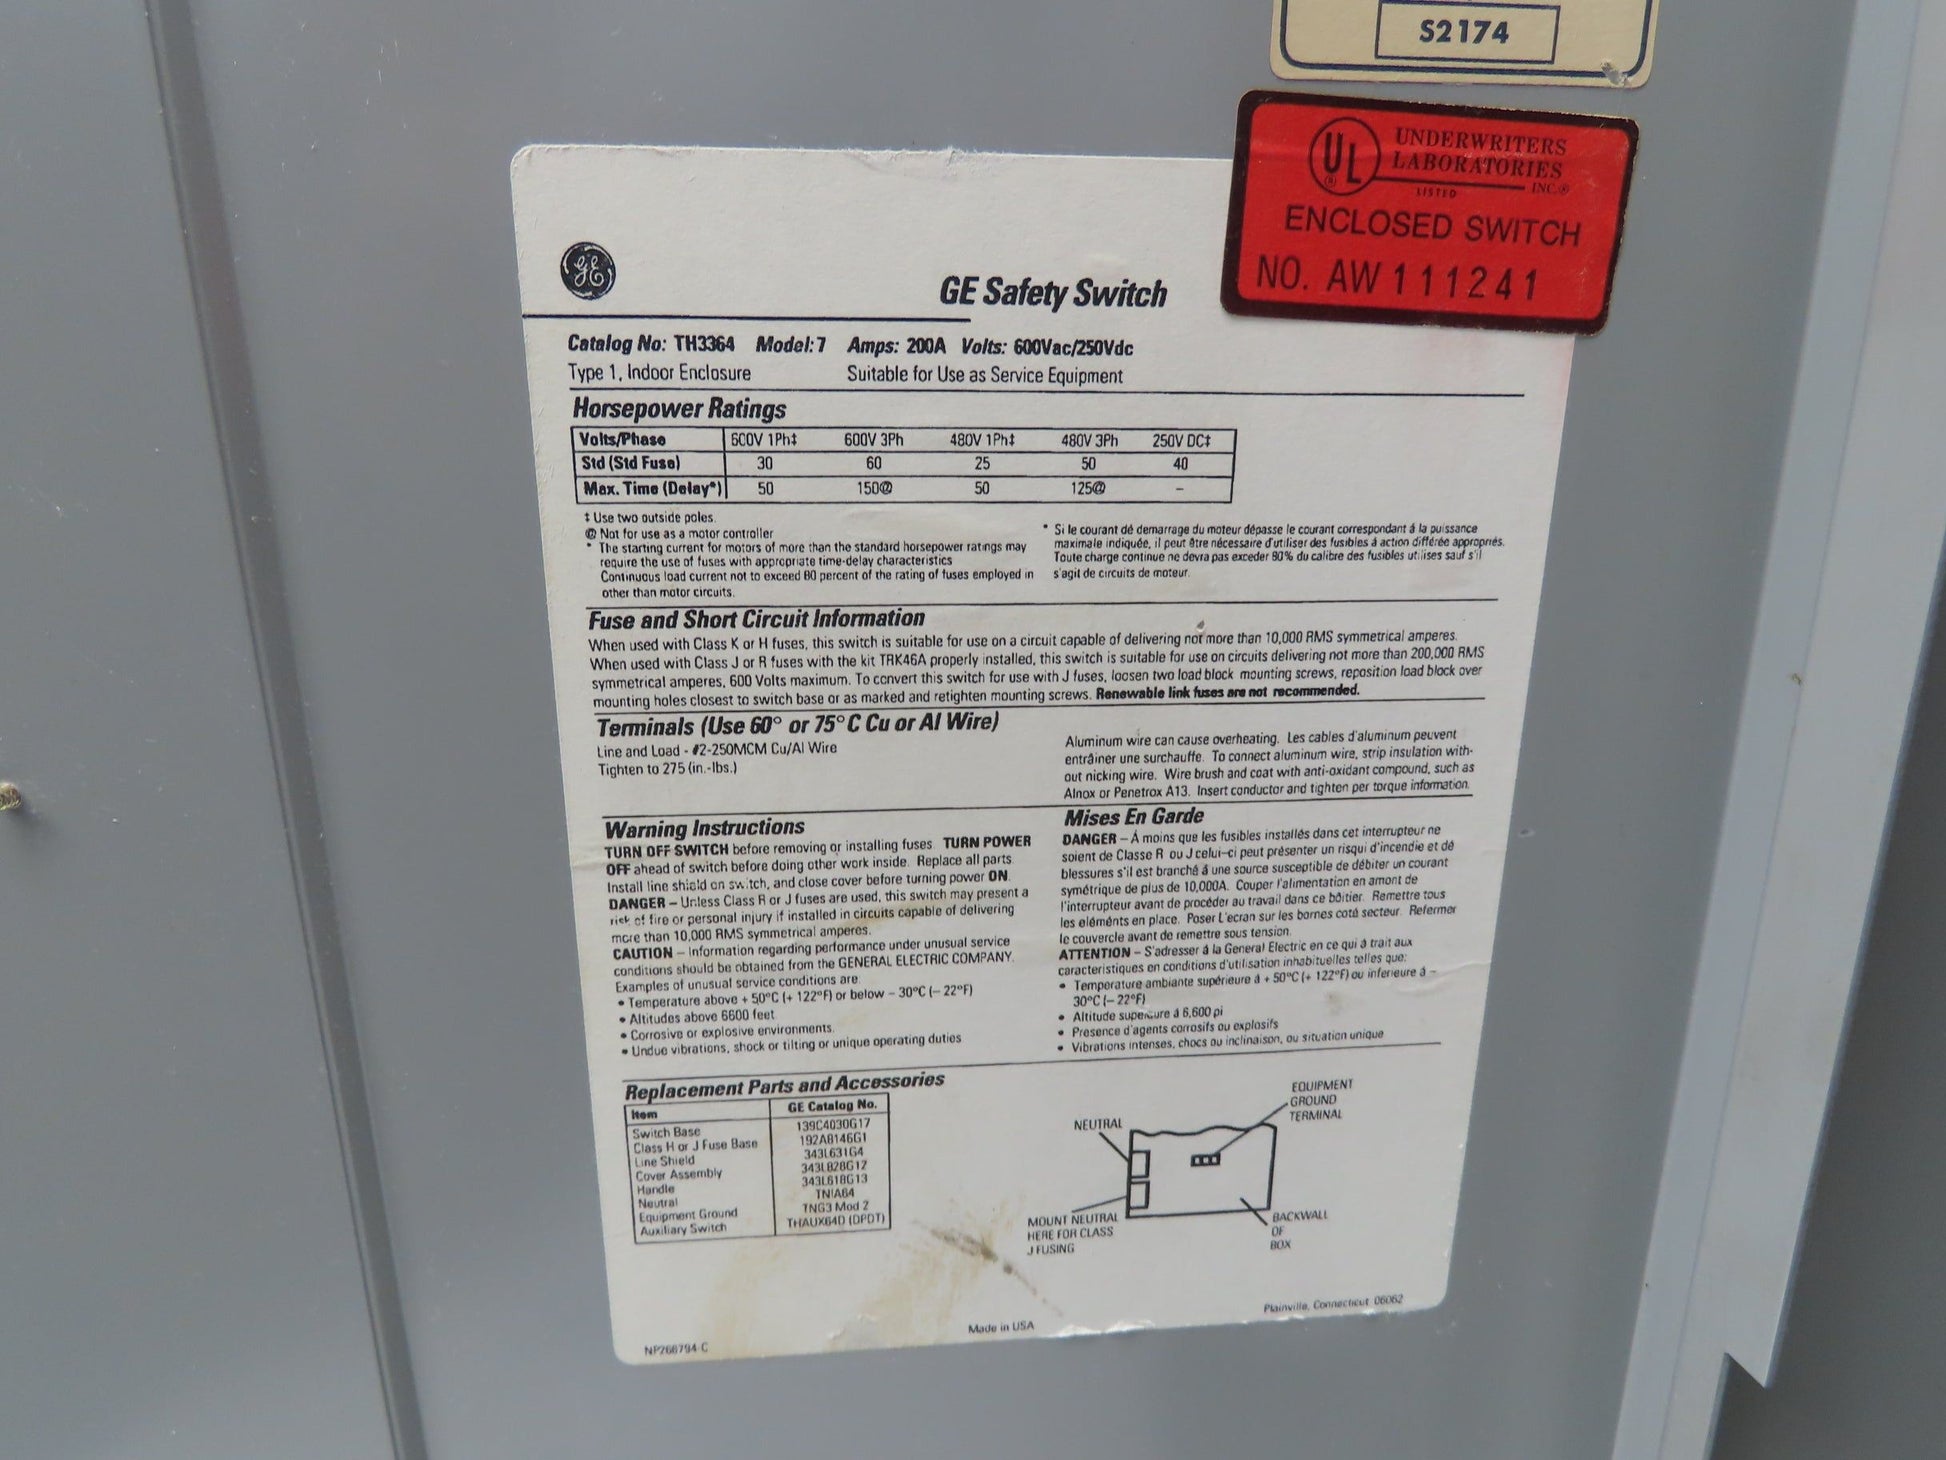 S2174
UL
®
UNDERWRITERS
LABORATORIES
INC.®
LISTED
ENCLOSED SWITCH
NO. AW 111241
GE
GE Safety Switch
Catalog No: TH3364 Model: 7 Amps: 200A Volts: 600Vac/250Vdc
Type 1, Indoor Enclosure Suitable for Use as Service Equipment
Horsepower Ratings
Volts/Phase 600V 1Ph‡ 600V 3Ph 480V 1Ph‡ 480V 3Ph 250V DC‡
Std (Std Fuse) 30 60 25 50 40
Max. Time (Delay*) 50 150@ 50 125@ –
‡ Use two outside poles.
@ Not for use as a motor controller
* The starting current for motors of more than the standard horsepower ratings may
require the use of fuses with appropriate time-delay characteristics
Continuous load current not to exceed 80 percent of the rating of fuses employed in
other than motor circuits.
* Si le courant dé demarrage du moteur dépasse le courant correspondant á la puissance
maximale indiquée, il peut être nécessaire d'utiliser des fusibles á action différée appropriés.
Toute charge continue ne devra pas exceder 80% du calibre des fusibles utilises sauf s'il
s'agit de circuits de moteur.
Fuse and Short Circuit Information
When used with Class K or H fuses, this switch is suitable for use on a circuit capable of delivering not more than 10,000 RMS symmetrical amperes.
When used with Class J or R fuses with the kit TRK46A properly installed, this switch is suitable for use on circuits delivering not more than 200,000 RMS
symmetrical amperes, 600 Volts maximum. To convert this switch for use with J fuses, loosen two load block mounting screws, reposition load block over
mounting holes closest to switch base or as marked and retighten mounting screws. Renewable link fuses are not recommended.
Terminals (Use 60° or 75°C Cu or Al Wire)
Line and Load - #2-250MCM Cu/Al Wire
Tighten to 275 (in.-lbs.)
Aluminum wire can cause overheating. Les cables d'aluminum peuvent
entrâiner une surchauffe. To connect aluminum wire, strip insulation with-
out nicking wire. Wire brush and coat with anti-oxidant compound, such as
Alnox or Penetrox A13. Insert conductor and tighten per torque information.
Warning Instructions
TURN OFF SWITCH before removing or installing fuses. TURN POWER
OFF ahead of switch before doing other work inside. Replace all parts
Install line shield on switch, and close cover before turning power ON.
DANGER – Unless Class R or J fuses are used, this switch may present a
risk of fire or personal injury if installed in circuits capable of delivering
more than 10,000 RMS symmetrical amperes.
CAUTION – Information regarding performance under unusual service
conditions should be obtained from the GENERAL ELECTRIC COMPANY.
Examples of unusual service conditions are:
• Temperature above + 50°C (+ 122°F) or below – 30°C (– 22°F)
• Altitudes above 6600 feet
• Corrosive or explosive environments.
• Undue vibrations, shock or tilting or unique operating duties
Mises En Garde
DANGER – Á moins que les fusibles installés dans cet interrupteur ne
soient de Classe R ou J celui-ci peut présenter un risqui d'incendie et dé
blessures s'il est branché á une source susceptible de débiter un courant
symétrique de plus de 10,000A. Couper l'alimentation en amont de
l'interrupteur avant de procéder au travail dans ce bôitier. Remettre tous
les eléménts en place. Poser L'ecran sur les bornes coté secteur. Refermer
le couvercle avant de remettre sous tension.
ATTENTION – S'adresser á la General Electric en ce qui á trait aux
caracteristiques en conditions d'utilisation inhabituelles telles que:
• Temperature ambiante supérieure á + 50°C (+ 122°F) ou inferieure á –
30°C (– 22°F)
• Altitude superieure á 6,600 pi
• Presence d'agents corrosifs ou explosifs
• Vibrations intenses, chocs ou inclinaison, ou situation unique
Replacement Parts and Accessories
Item GE Catalog No.
Switch Base 139C4030G17
Class H or J Fuse Base 192A8146G1
Line Shield 343L631G4
Cover Assembly 343L828G12
Handle 343L618G13
Neutral TNIA64
Equipment Ground TNG3 Mod 2
Auxiliary Switch THAUX64D (DPDT)
EQUIPMENT
GROUND
TERMINAL
NEUTRAL
MOUNT NEUTRAL
HERE FOR CLASS
J FUSING
BACKWALL
OF
BOX
Plainville, Connecticut 06062
Made in USA
NP266794-C